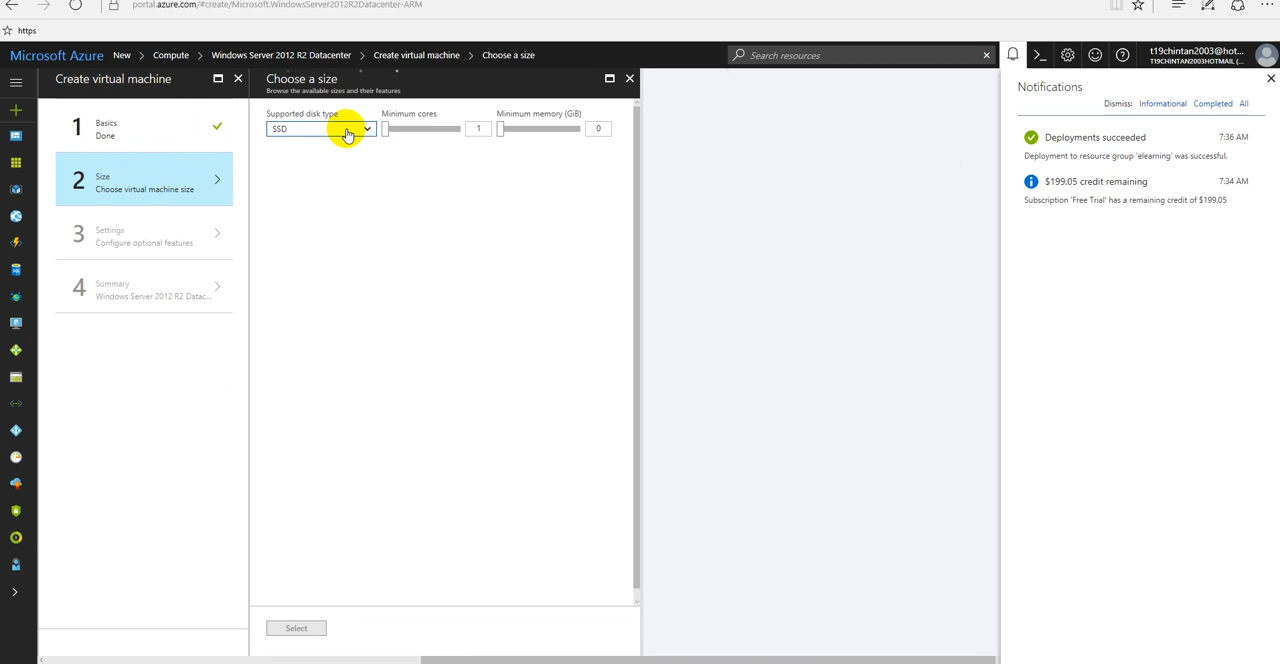 portal.azure.com/#create/Microsoft.WindowsServer2012R2Datacenter-ARM
https
Microsoft Azure New > Compute > Windows Server 2012 R2 Datacenter > Create virtual machine > Choose a size
Search resources
t19chintan2003@hot...
T19CHINTAN2003HOTMAIL (...
Create virtual machine
Choose a size
Browse the available sizes and their features
1 Basics
Done
2 Size
Choose virtual machine size
3 Settings
Configure optional features
4 Summary
Windows Server 2012 R2 Datac...
Supported disk type Minimum cores Minimum memory (GiB)
SSD 1 0
Select
Notifications
Dismiss: Informational Completed All
Deployments succeeded 7:36 AM
Deployment to resource group 'elearning' was successful.
$199.05 credit remaining 7:34 AM
Subscription 'Free Trial' has a remaining credit of $199.05